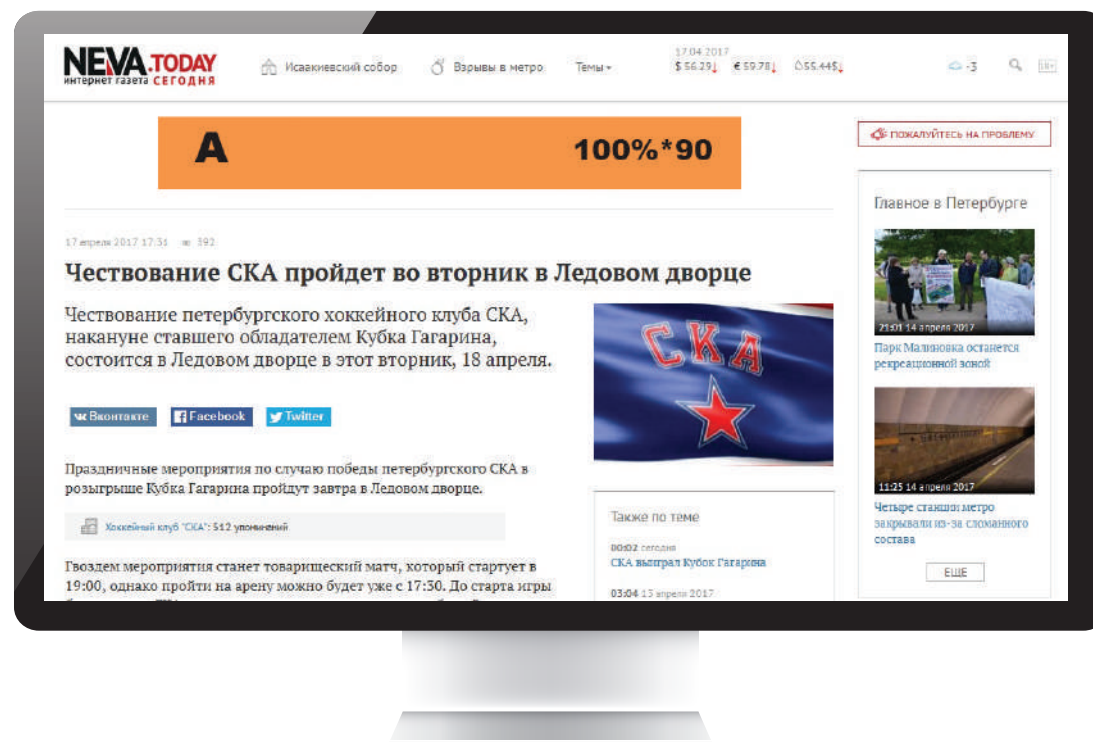 NEVA.TODAY
интернет газета СЕГОДНЯ
Исаакиевский собор
Взрывы в метро
Темы
17.04.2017
$ 56.29↓ € 59.78↓ 55.44$↓
-3
18+
A 100%*90
ПОЖАЛУЙТЕСЬ НА ПРОБЛЕМУ
17 апреля 2017 17:31 392
Чествование СКА пройдет во вторник в Ледовом дворце
Чествование петербургского хоккейного клуба СКА,
накануне ставшего обладателем Кубка Гагарина,
состоится в Ледовом дворце в этот вторник, 18 апреля.
Вконтакте
Facebook
Twitter
СКА
Праздничные мероприятия по случаю победы петербургского СКА в
розыгрыше Кубка Гагарина пройдут завтра в Ледовом дворце.
Хоккейный клуб "СКА": 512 упоминаний
Гвоздем мероприятия станет товарищеский матч, который стартует в
19:00, однако пройти на арену можно будет уже с 17:30. До старта игры
Также по теме
00:02 сегодня
СКА выиграл Кубок Гагарина
03:04 15 апреля 2017
Главное в Петербурге
21:01 14 апреля 2017
Парк Малиновка останется
рекреационной зоной
11:25 14 апреля 2017
Четыре станции метро
закрывали из-за сломанного
состава
ЕЩЕ